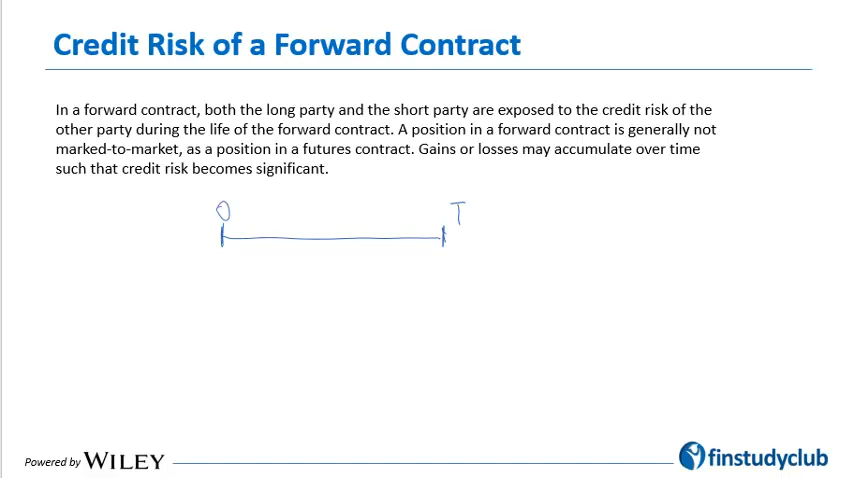 Credit Risk of a Forward Contract
In a forward contract, both the long party and the short party are exposed to the credit risk of the
other party during the life of the forward contract. A position in a forward contract is generally not
marked-to-market, as a position in a futures contract. Gains or losses may accumulate over time
such that credit risk becomes significant.
0 T
Powered by WILEY finstudyclub